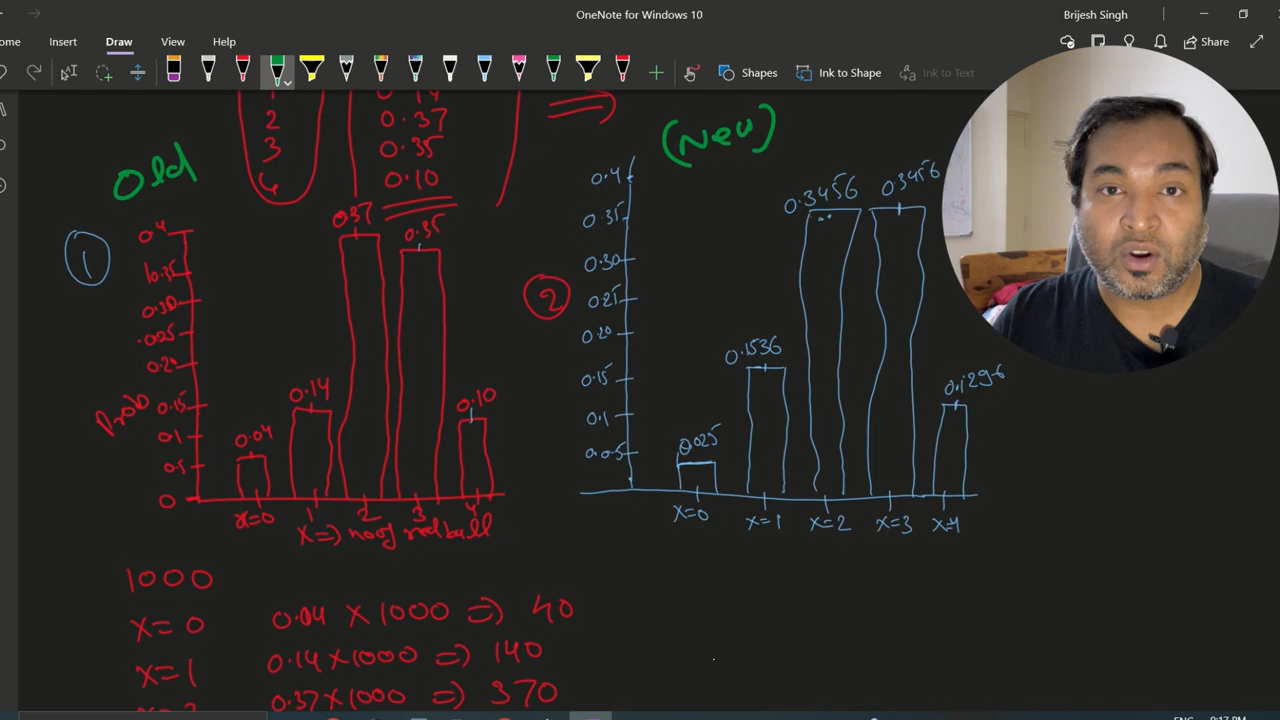 OneNote for Windows 10
Brijesh Singh
ome Insert Draw View Help
Share
Shapes
Ink to Shape
Ink to Text
1 0.14
2 0.37
3 0.35
4 0.10
Old
(New)
1
2
0.4
0.35
0.30
.025
0.20
0.15
0.1
0.5
0
Prob
0.04
0.14
0.37
0.35
0.10
x=0 1 2 3 4
X=) no of red ball
0.4
0.35
0.30
0.25
0.20
0.15
0.1
0.05
0.025
0.1536
0.3456
0.3456
0.1296
X=0 X=1 X=2 X=3 X=4
1000
X=0 0.04 X 1000 => 40
X=1 0.14x1000 => 140
0.37x1000 => 370